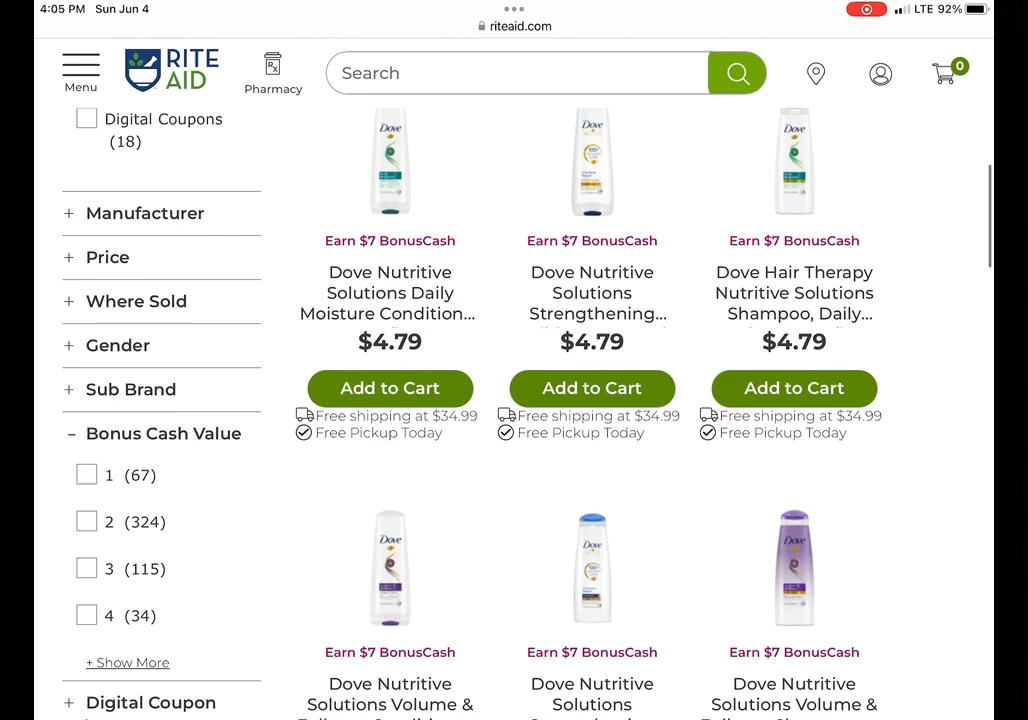 4:05 PM Sun Jun 4
LTE 92%
riteaid.com
Menu
RITE
AID
Rx
Pharmacy
Search
0
Digital Coupons
(18)
+ Manufacturer
+ Price
+ Where Sold
+ Gender
+ Sub Brand
– Bonus Cash Value
1 (67)
2 (324)
3 (115)
4 (34)
+ Show More
+ Digital Coupon
Dove
Dove
Dove
Earn $7 BonusCash
Earn $7 BonusCash
Earn $7 BonusCash
Dove Nutritive
Solutions Daily
Moisture Condition...
Dove Nutritive
Solutions
Strengthening...
Dove Hair Therapy
Nutritive Solutions
Shampoo, Daily...
$4.79
$4.79
$4.79
Add to Cart
Add to Cart
Add to Cart
Free shipping at $34.99
Free Pickup Today
Free shipping at $34.99
Free Pickup Today
Free shipping at $34.99
Free Pickup Today
Dove
Dove
Dove
Earn $7 BonusCash
Earn $7 BonusCash
Earn $7 BonusCash
Dove Nutritive
Solutions Volume &
Dove Nutritive
Solutions
Dove Nutritive
Solutions Volume &